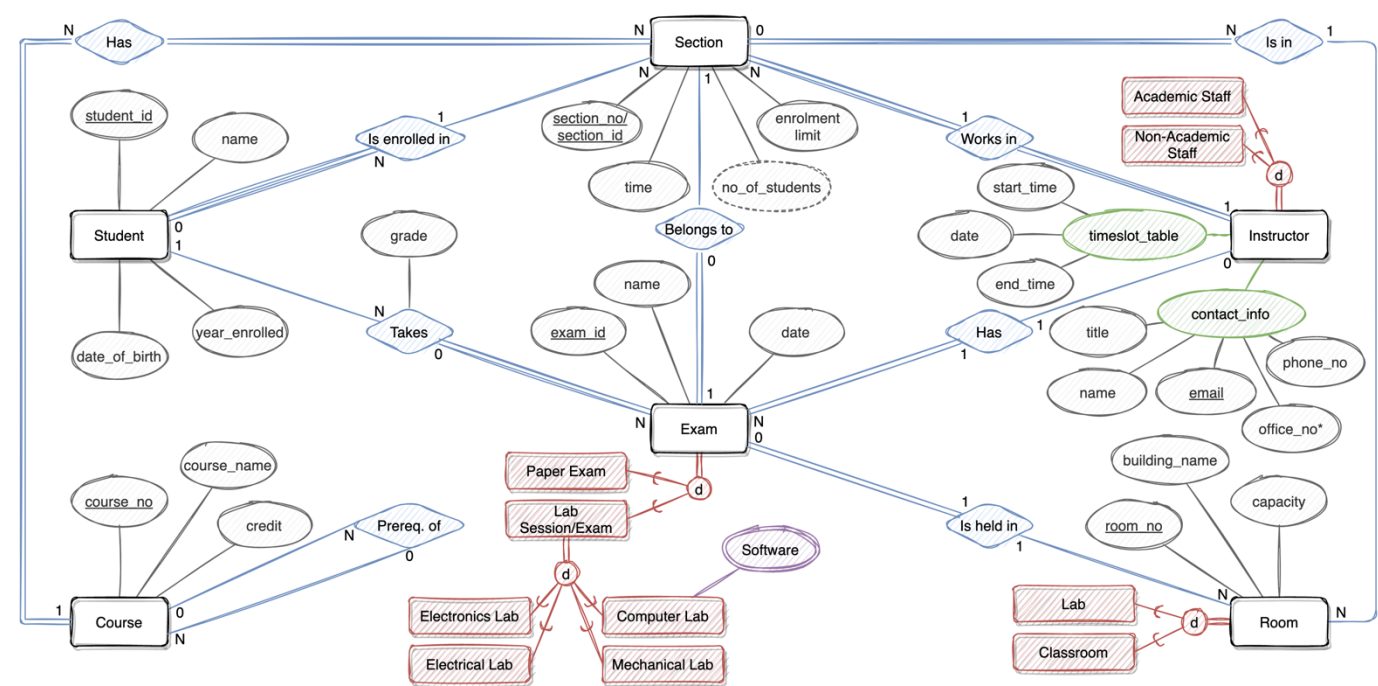 N
Has
N
Section
0
N
Is in
1
N
1
N
Academic Staff
student_id
name
1
Is enrolled in
N
section_no/
section_id
enrolment
limit
1
Works in
Non-Academic
Staff
d
time
no_of_students
start_time
0
Student
1
grade
Belongs to
0
date
timeslot_table
1
Instructor
0
end_time
name
contact_info
N
Takes
0
year_enrolled
date_of_birth
exam_id
date
Has
1
1
title
phone_no
name
email
office_no*
1
N
Exam
N
0
course_name
course_no
credit
Prereq. of
N
0
Paper Exam
d
Lab
Session/Exam
Software
building_name
capacity
room_no
1
Is held in
1
d
1
Course
0
N
Electronics Lab
Computer Lab
Electrical Lab
Mechanical Lab
Lab
d
Classroom
N
Room
N